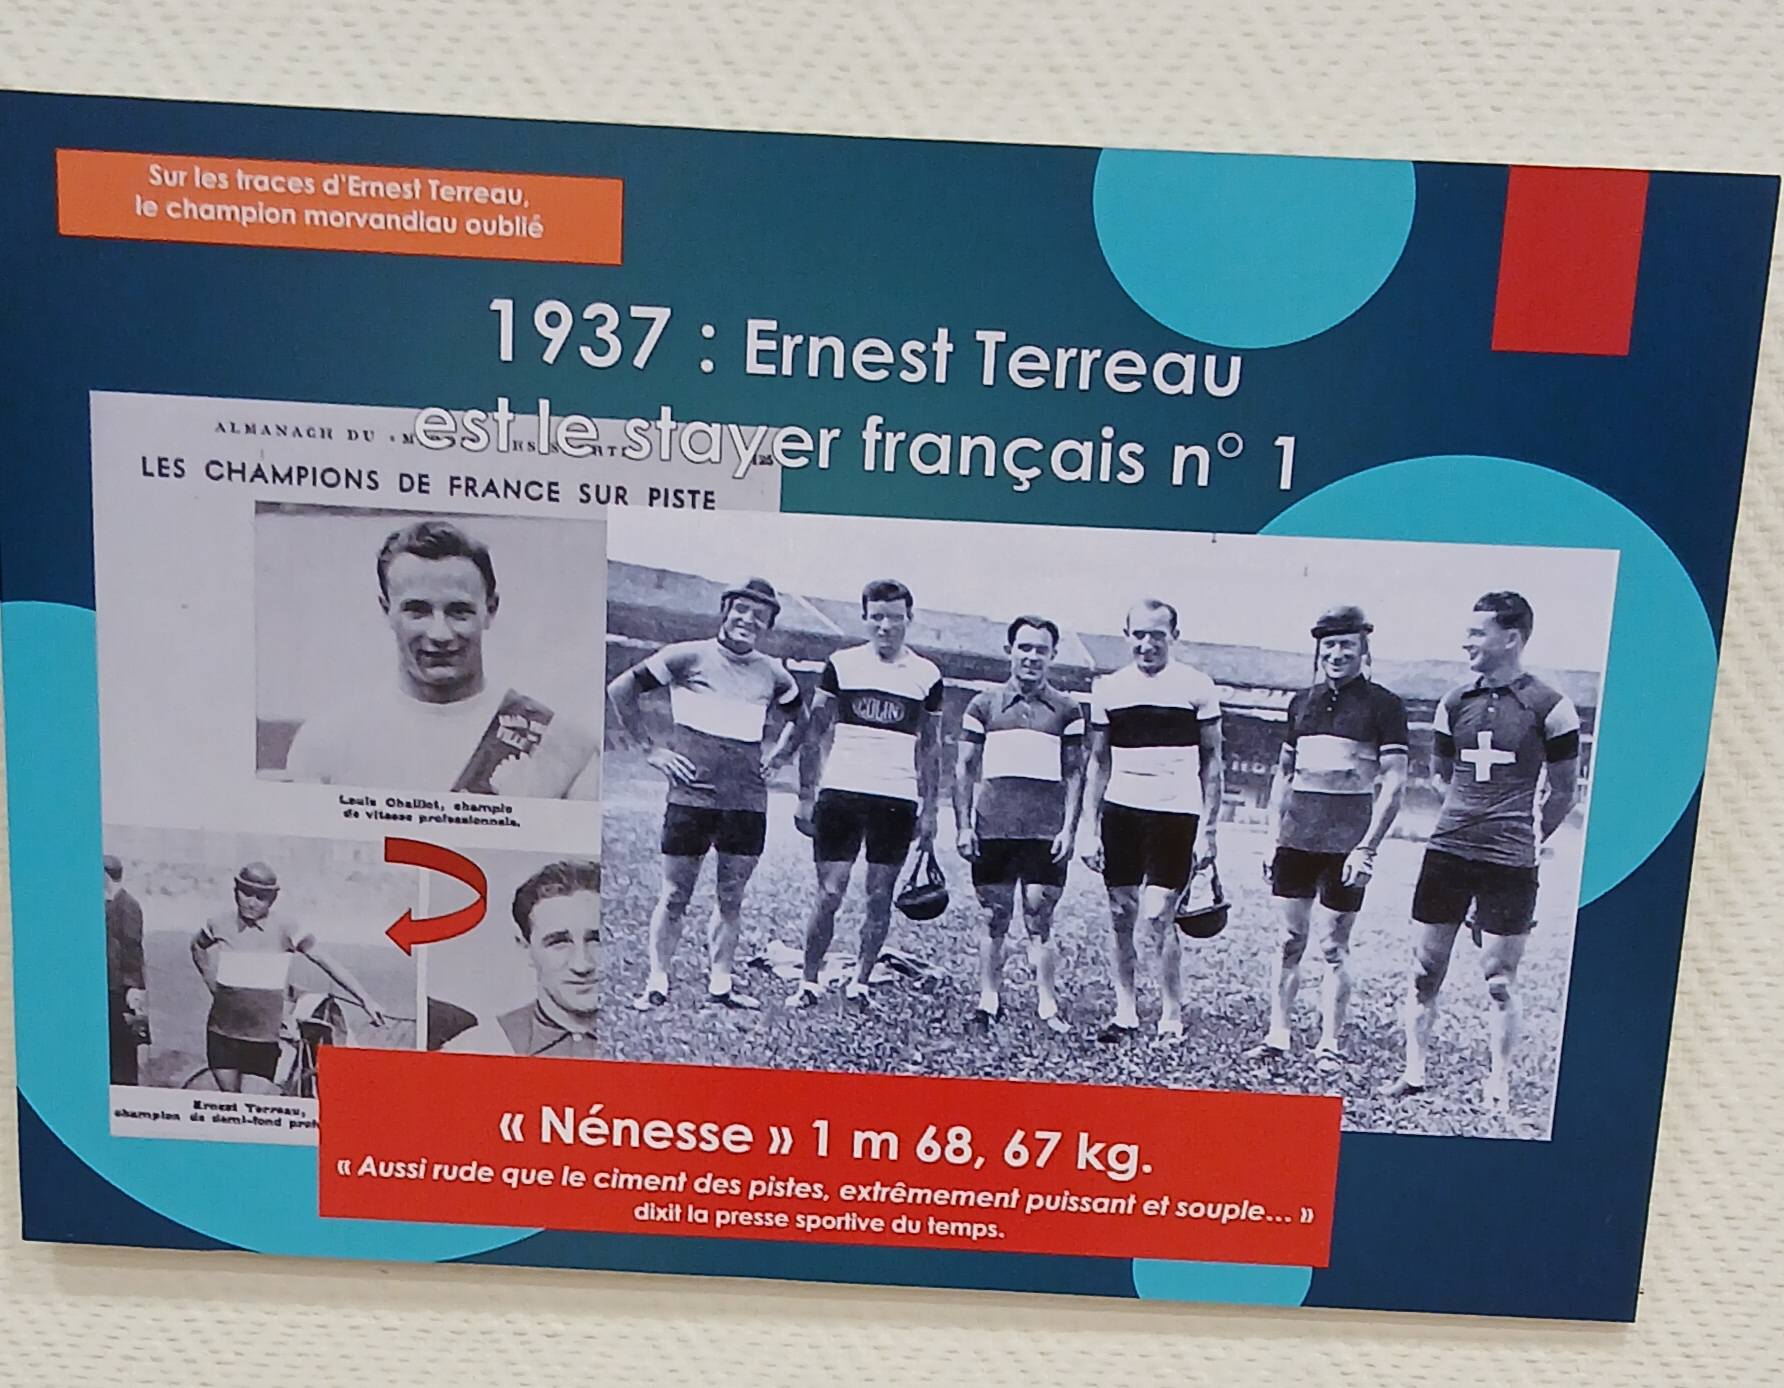 Sur les traces d'Ernest Terreau,
le champion morvandiau oublié
1937 : Ernest Terreau
est le stayer français n° 1
ALMANACH DU
LES CHAMPIONS DE FRANCE SUR PISTE
COLIN
Louis Chaillot, champio
de vitesse professionnels.
Ernest Terreau,
champion de demi-fond prof
« Nénesse » 1 m 68, 67 kg.
« Aussi rude que le ciment des pistes, extrêmement puissant et souple... »
dixit la presse sportive du temps.